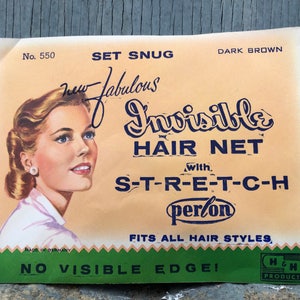 No. 550
SET SNUG
DARK BROWN
new fabulous
Invisible
HAIR NET
with
S-T-R-E-T-C-H
perlon
FITS ALL HAIR STYLES
NO VISIBLE EDGE!
H & H
PRODUCT